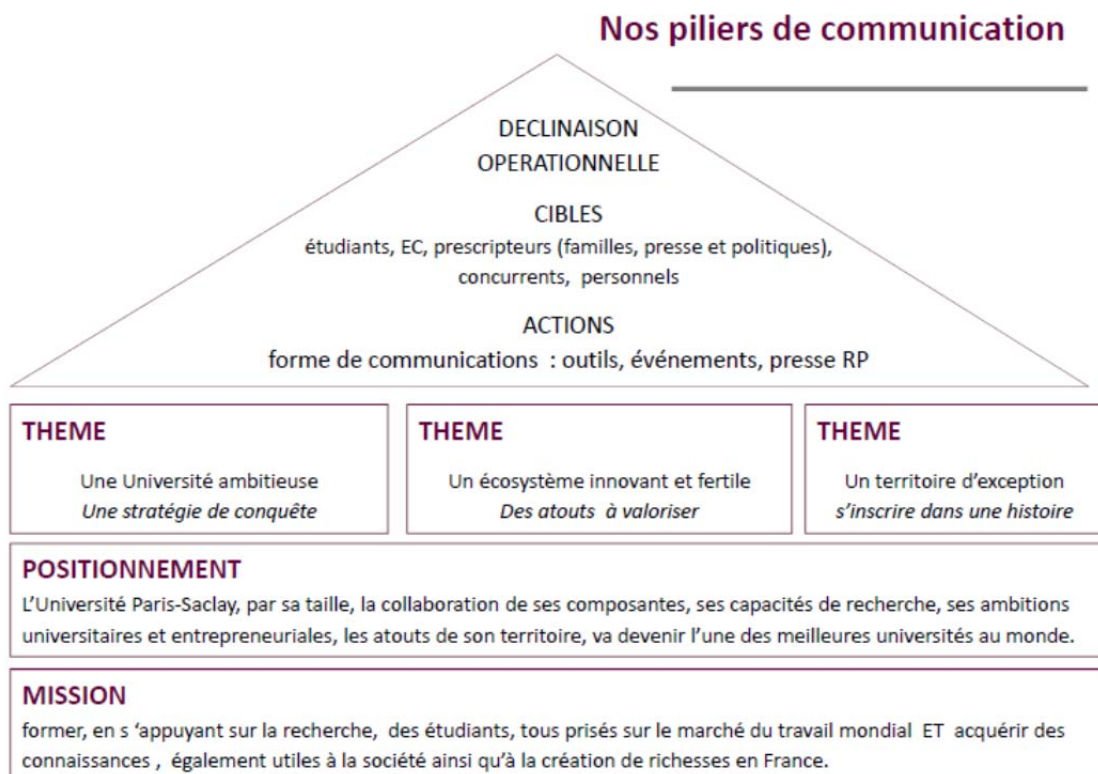 Nos piliers de communication
DECLINAISON
OPERATIONNELLE
CIBLES
étudiants, EC, prescripteurs (familles, presse et politiques),
concurrents, personnels
ACTIONS
forme de communications : outils, événements, presse RP
THEME
Une Université ambitieuse
Une stratégie de conquête
THEME
Un écosystème innovant et fertile
Des atouts à valoriser
THEME
Un territoire d'exception
s'inscrire dans une histoire
POSITIONNEMENT
L'Université Paris-Saclay, par sa taille, la collaboration de ses composantes, ses capacités de recherche, ses ambitions
universitaires et entrepreneuriales, les atouts de son territoire, va devenir l'une des meilleures universités au monde.
MISSION
former, en s 'appuyant sur la recherche, des étudiants, tous prisés sur le marché du travail mondial ET acquérir des
connaissances , également utiles à la société ainsi qu'à la création de richesses en France.